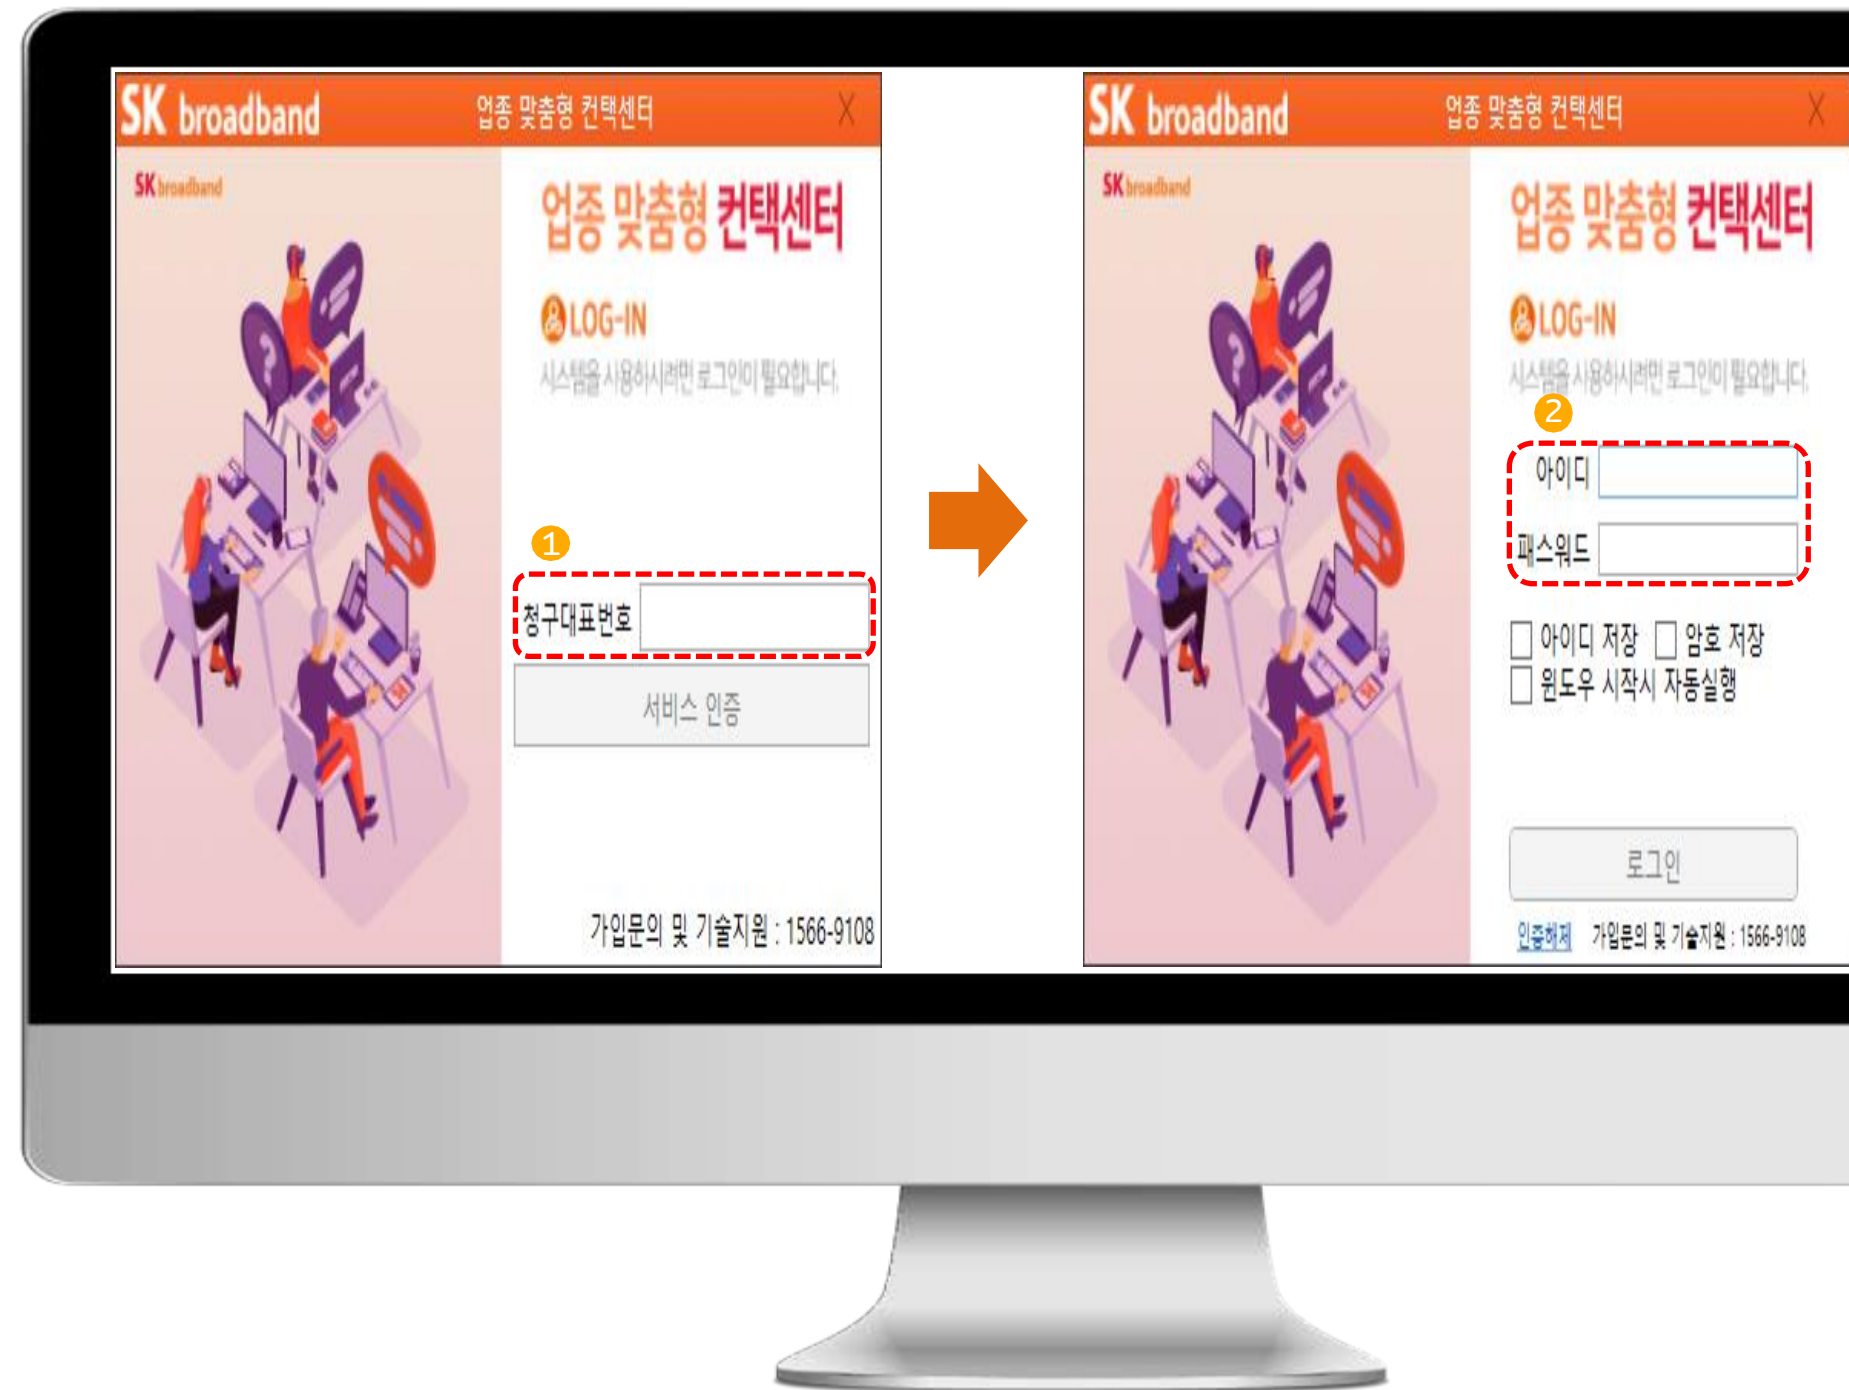 SK broadband
업종 맞춤형 컨택센터
X
SK broadband
업종 맞춤형 컨택센터
LOG-IN
시스템을 사용하시려면 로그인이 필요합니다.
1
청구대표번호
서비스 인증
가입문의 및 기술지원 : 1566-9108
SK broadband
업종 맞춤형 컨택센터
X
SK broadband
업종 맞춤형 컨택센터
LOG-IN
시스템을 사용하시려면 로그인이 필요합니다.
2
아이디
패스워드
아이디 저장 암호 저장
윈도우 시작시 자동실행
로그인
인증해제 가입문의 및 기술지원 : 1566-9108